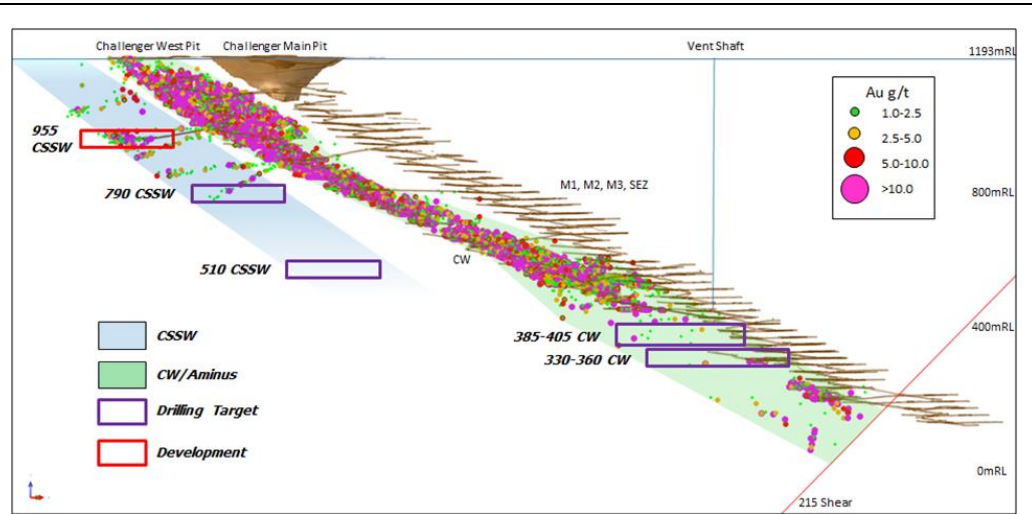 Challenger West Pit
Challenger Main Pit
Vent Shaft
1193mRL
Au g/t
1.0-2.5
2.5-5.0
5.0-10.0
>10.0
955
CSSW
790 CSSW
M1, M2, M3, SEZ
800mRL
CW
510 CSSW
385-405 CW
400mRL
330-360 CW
CSSW
CW/Aminus
Drilling Target
Development
0mRL
215 Shear